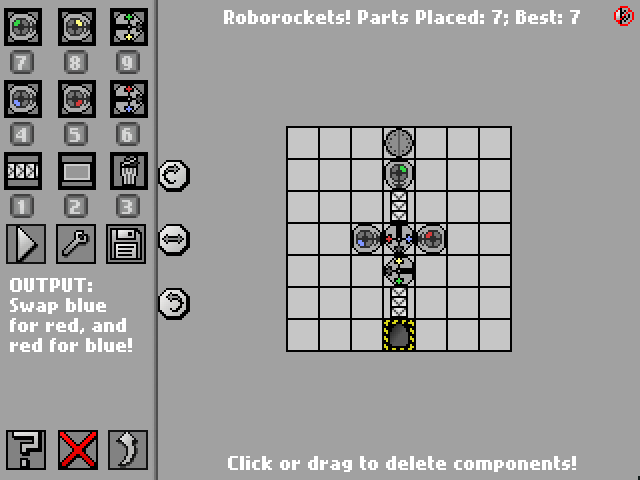 Roborockets! Parts Placed: 7; Best: 7
7 8 9
4 5 6
1 2 3
OUTPUT:
Swap blue
for red, and
red for blue!
?
Click or drag to delete components!